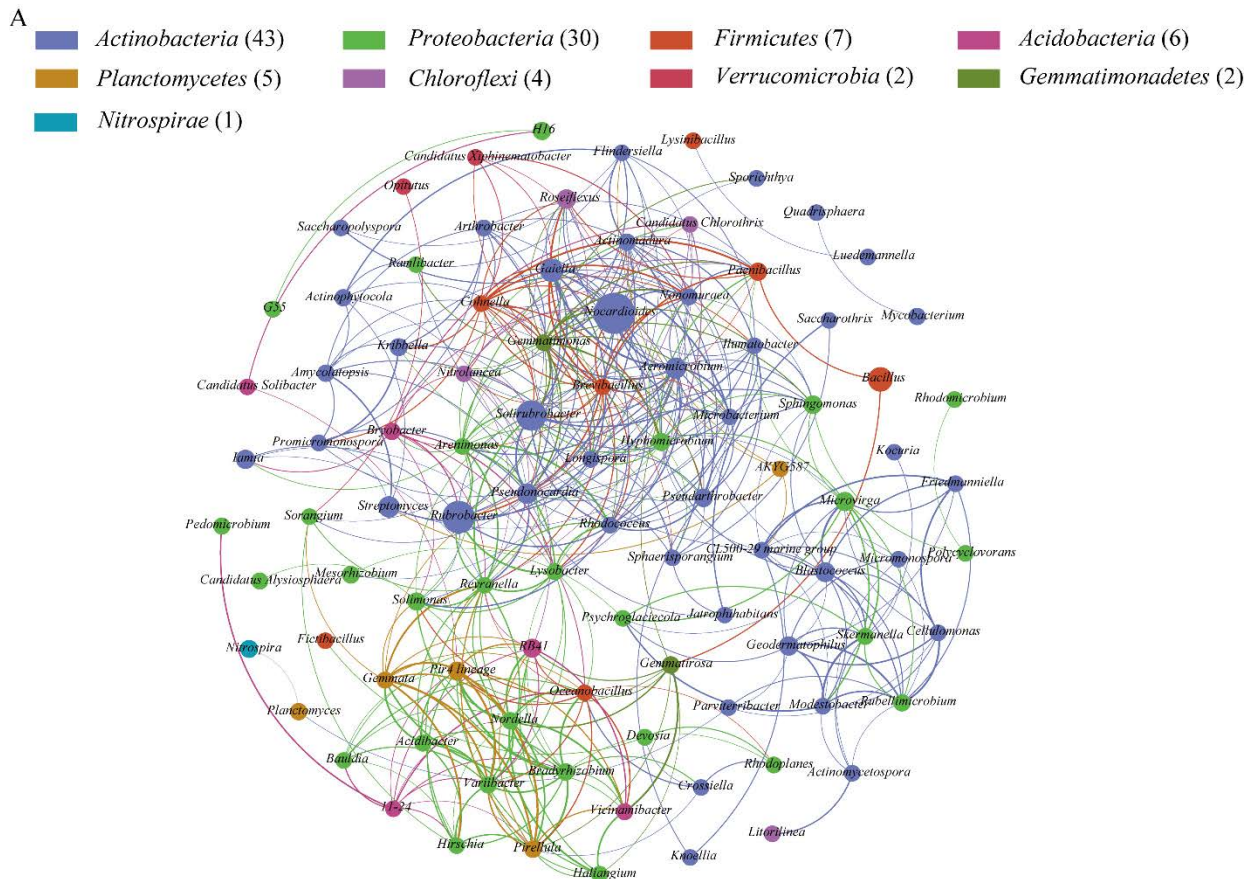 A
Actinobacteria (43) Proteobacteria (30) Firmicutes (7) Acidobacteria (6)
Planctomycetes (5) Chloroflexi (4) Verrucomicrobia (2) Gemmatimonadetes (2)
Nitrospirae (1)
H16
Lysinibacillus
Candidatus Xiphinematobacter
Flindersiella
Sporichthya
Opitutus
Roseiflexus
Quadrisphaera
Saccharopolyspora
Arthrobacter
Candidatus Chlorothrix
Actinomadura
Luedemannella
Ramlibacter
Gaiella
Paenibacillus
Actinophytocola
Cohnella
Nonomuraea
Nocardioides
G55
Saccharothrix
Mycobacterium
Kribbella
Gemmatimonas
Ilumatobacter
Amycolatopsis
Nitrolancea
Aeromicrobium
Bacillus
Candidatus Solibacter
Brevibacillus
Rhodomicrobium
Solirubrobacter
Microbacterium
Sphingomonas
Bryobacter
Promicromonospora
Arenimonas
Hyphomicrobium
Kocuria
Iamia
Longispora
AKYG587
Friedmanniella
Pseudonocardia
Pseudarthrobacter
Microvirga
Streptomyces
Rubrobacter
Rhodococcus
Pedomicrobium
Sorangium
CL500-29 marine group
Micromonospora
Polycyclovorans
Sphaerisporangium
Blastococcus
Candidatus Alysiosphaera
Mesorhizobium
Reyranella
Lysobacter
Solimonas
Psychroglaciecola
Jatrophihabitans
Skermanella
Cellulomonas
Nitrospira
Fictibacillus
RB41
Geodermatophilus
Gemmata
Pir4 lineage
Gemmatirosa
Oceanobacillus
Parviterribacter
Modestobacter
Rubellimicrobium
Planctomyces
Nordella
Acidibacter
Devosia
Bauldia
Variibacter
Bradyrhizobium
Rhodoplanes
Actinomycetospora
Crossiella
11-24
Vicinamibacter
Litorilinea
Hirschia
Pirellula
Knoellia
Haliangium